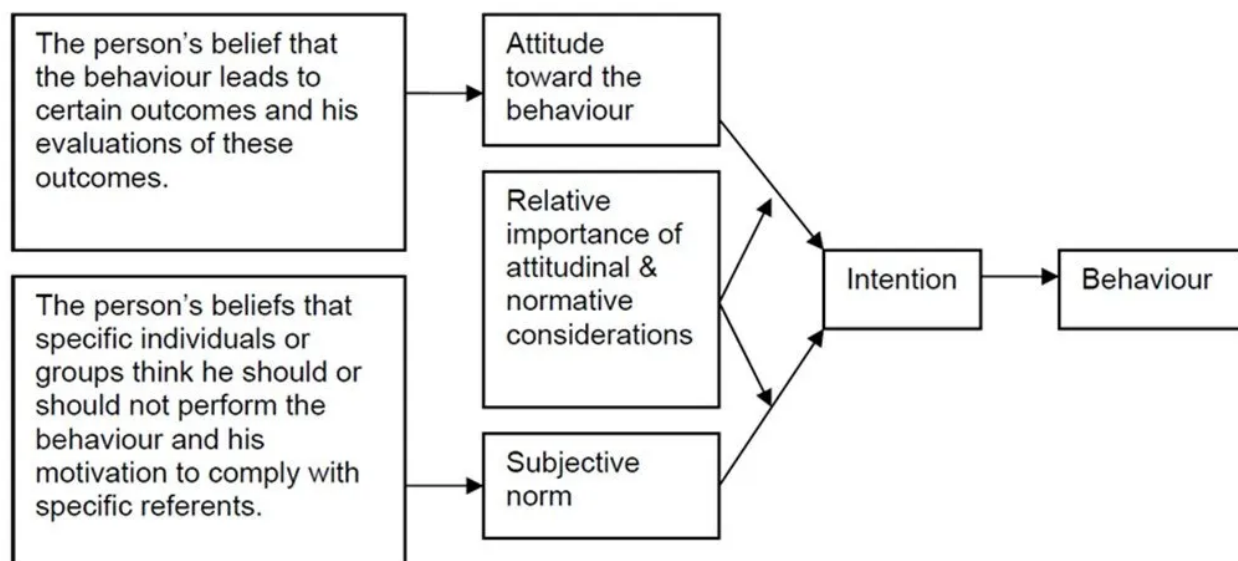 The person’s belief that
the behaviour leads to
certain outcomes and his
evaluations of these
outcomes.
Attitude
toward the
behaviour
Relative
importance of
attitudinal &
normative
considerations
The person’s beliefs that
specific individuals or
groups think he should or
should not perform the
behaviour and his
motivation to comply with
specific referents.
Subjective
norm
Intention
Behaviour